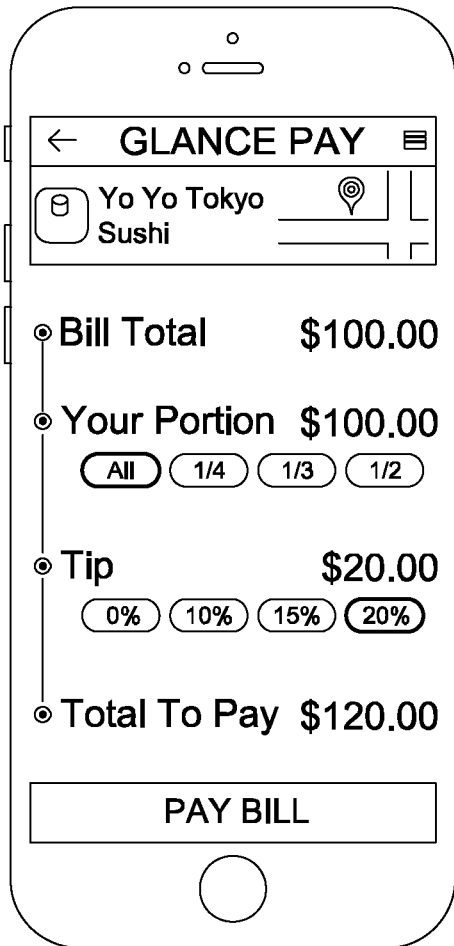 GLANCE PAY
Yo Yo Tokyo
Sushi
Bill Total $100.00
Your Portion $100.00
All 1/4 1/3 1/2
Tip $20.00
0% 10% 15% 20%
Total To Pay $120.00
PAY BILL